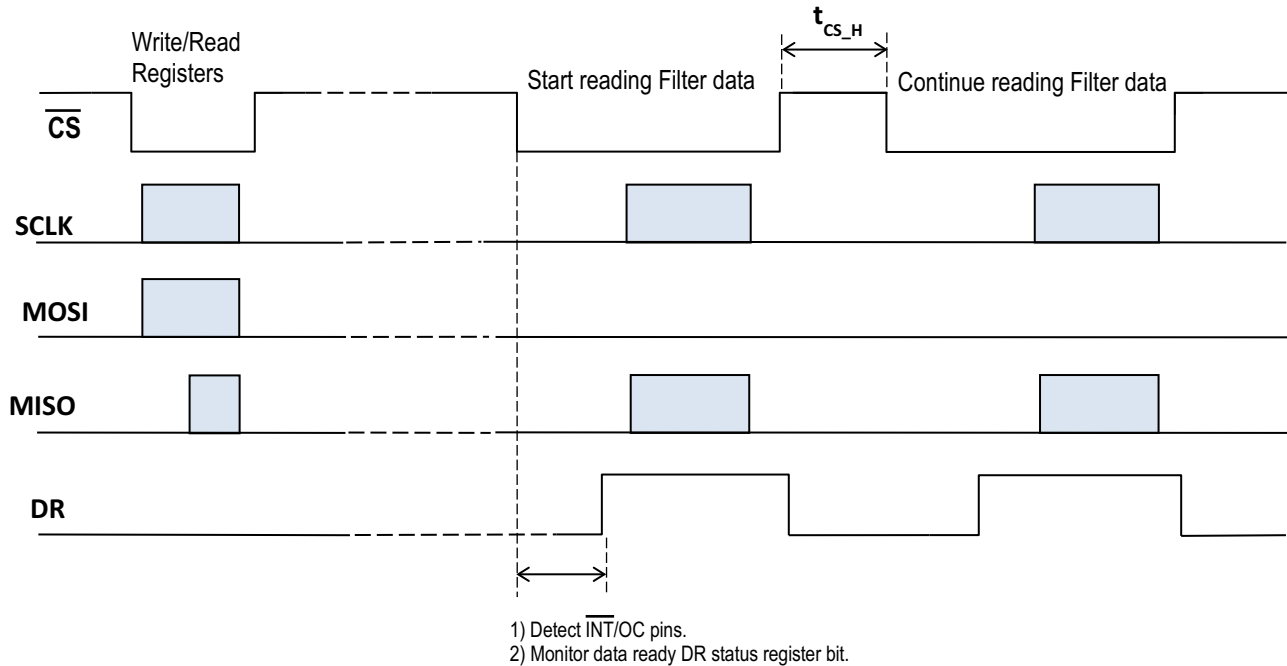 t CS_H
Write/Read
Registers
Start reading Filter data
Continue reading Filter data
CS
SCLK
MOSI
MISO
DR
1) Detect INT/OC pins.
2) Monitor data ready DR status register bit.